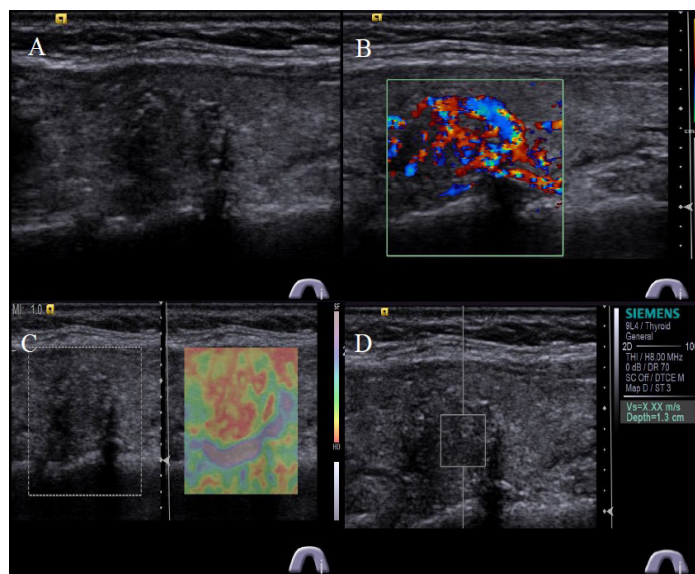 A
B
MI: 1.0
C
D
SIEMENS
9L4 / Thyroid
General
2D
100
THI / H8.00 MHz
0 dB / DR 70
SC Off / DTCE M
Map D / ST 3
Vs=X.XX m/s
Depth=1.3 cm